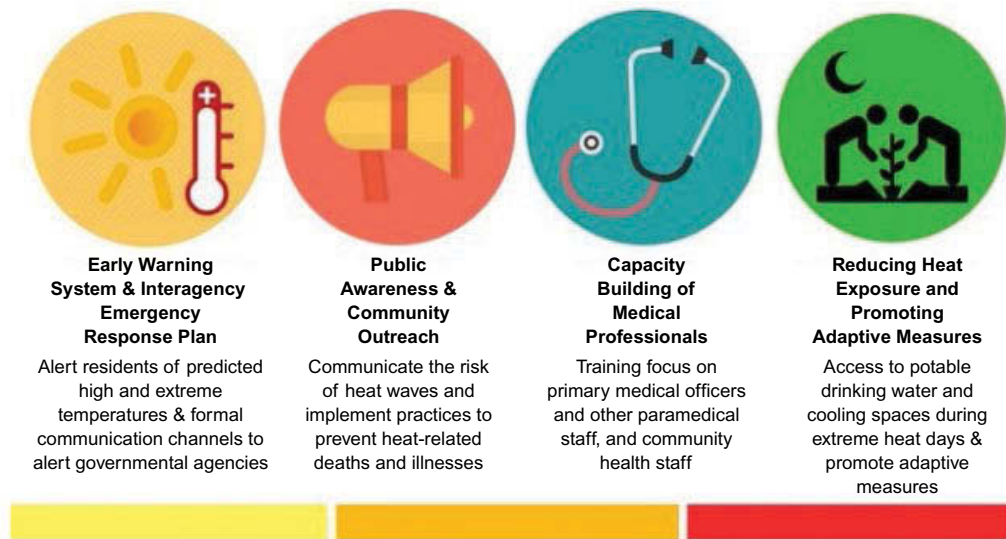 Early Warning
System & Interagency
Emergency
Response Plan
Alert residents of predicted
high and extreme
temperatures & formal
communication channels to
alert governmental agencies
Public
Awareness &
Community
Outreach
Communicate the risk
of heat waves and
implement practices to
prevent heat-related
deaths and illnesses
Capacity
Building of
Medical
Professionals
Training focus on
primary medical officers
and other paramedical
staff, and community
health staff
Reducing Heat
Exposure and
Promoting
Adaptive Measures
Access to potable
drinking water and
cooling spaces during
extreme heat days &
promote adaptive
measures